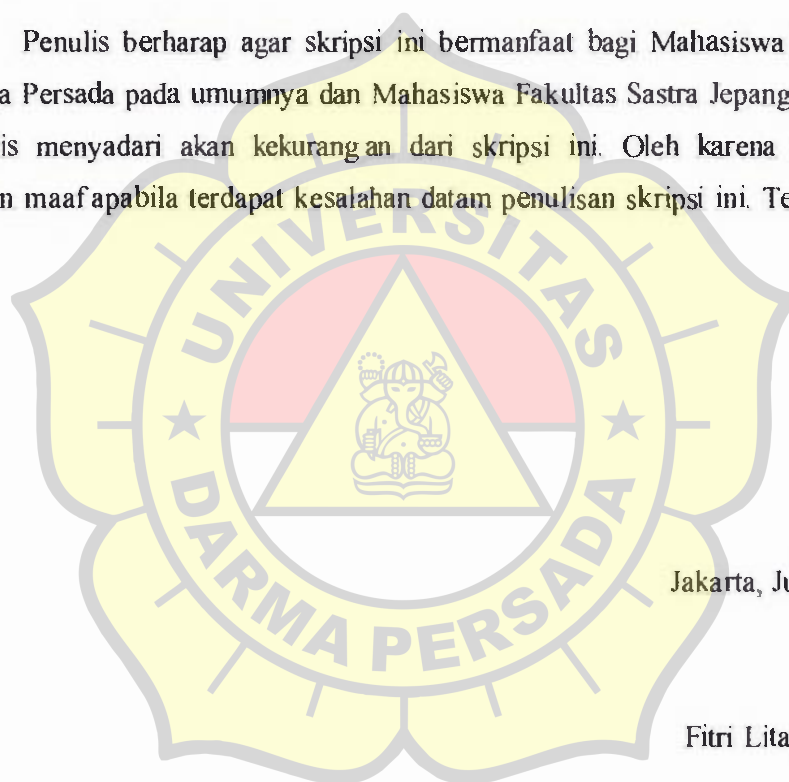 Penulis berharap agar skripsi ini bermanfaat bagi Mahasiswa
a Persada pada umumnya dan Mahasiswa Fakultas Sastra Jepang
is menyadari akan kekurangan dari skripsi ini. Oleh karena
n maaf apabila terdapat kesalahan datam penulisan skripsi ini. Te
UNIVERSITAS
DARMA PERSADA
Jakarta, Ju
Fitri Lita